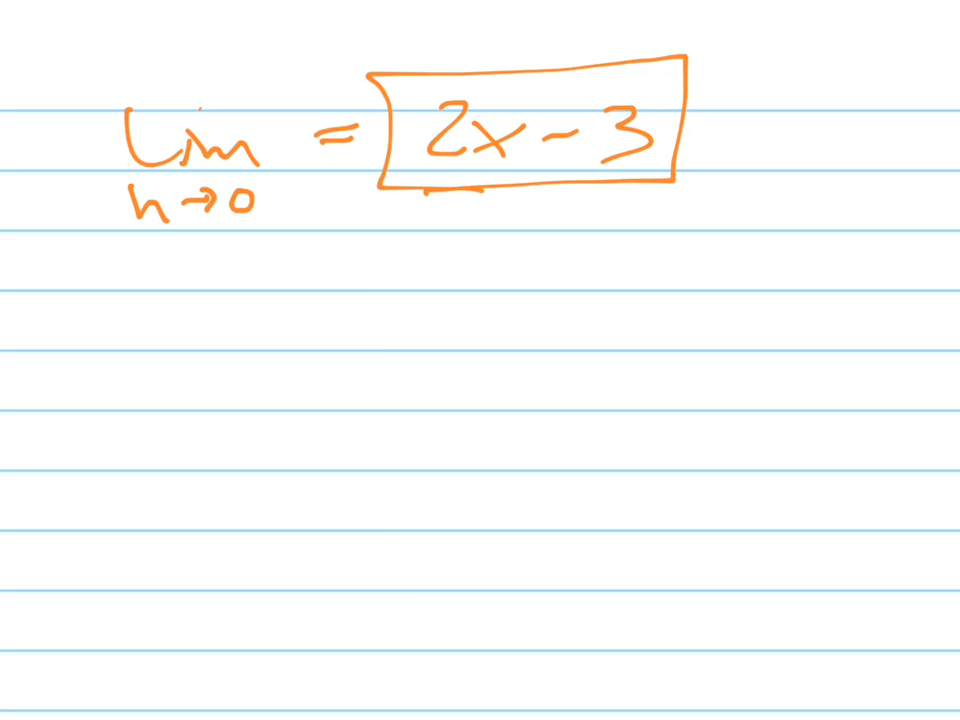 Lim = 2x - 3
h → 0